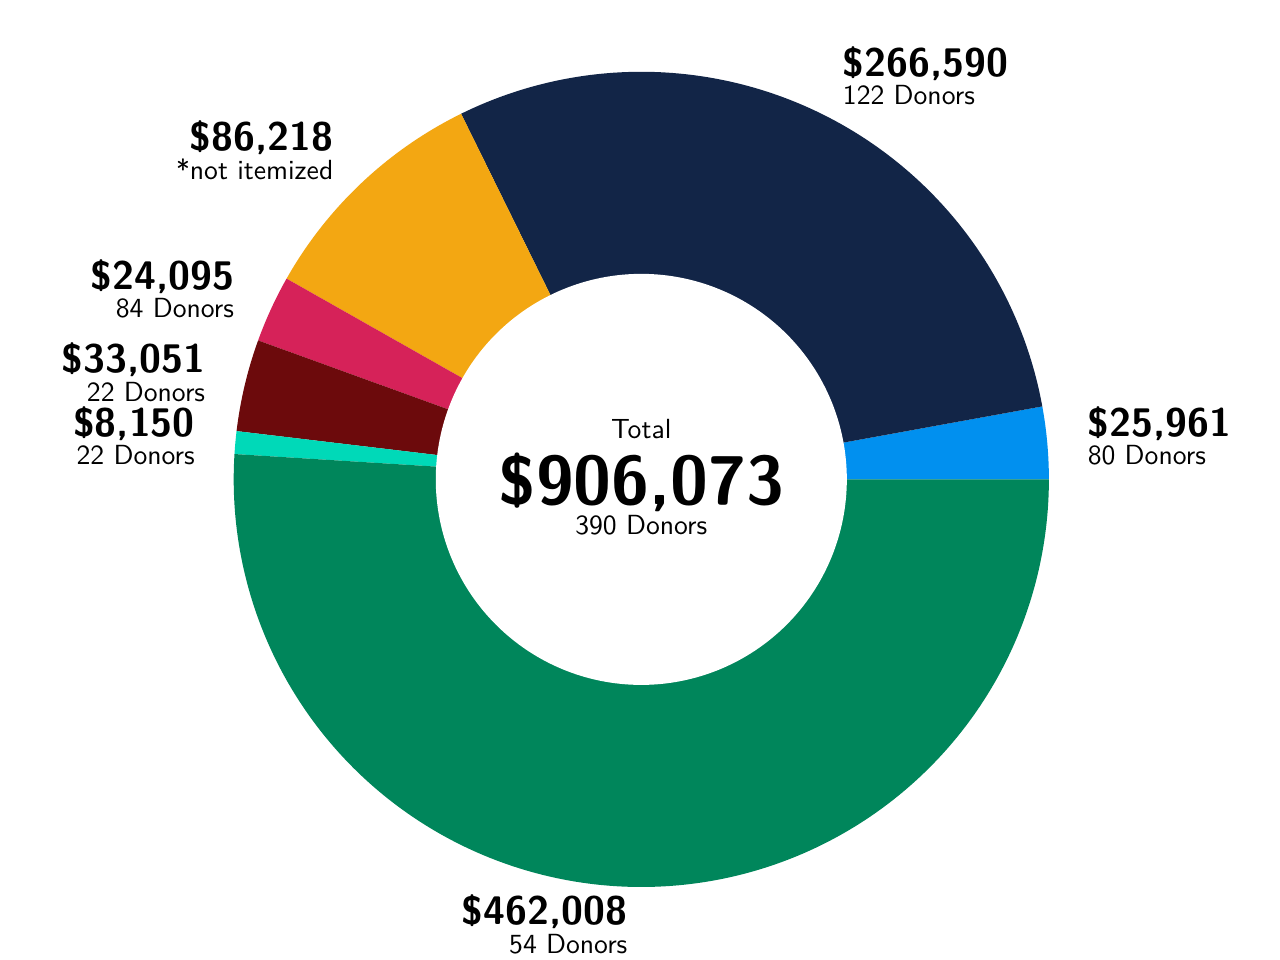 $266,590
122 Donors
$86,218
*not itemized
$24,095
84 Donors
$33,051
22 Donors
$8,150
22 Donors
$25,961
80 Donors
Total
$906,073
390 Donors
$462,008
54 Donors